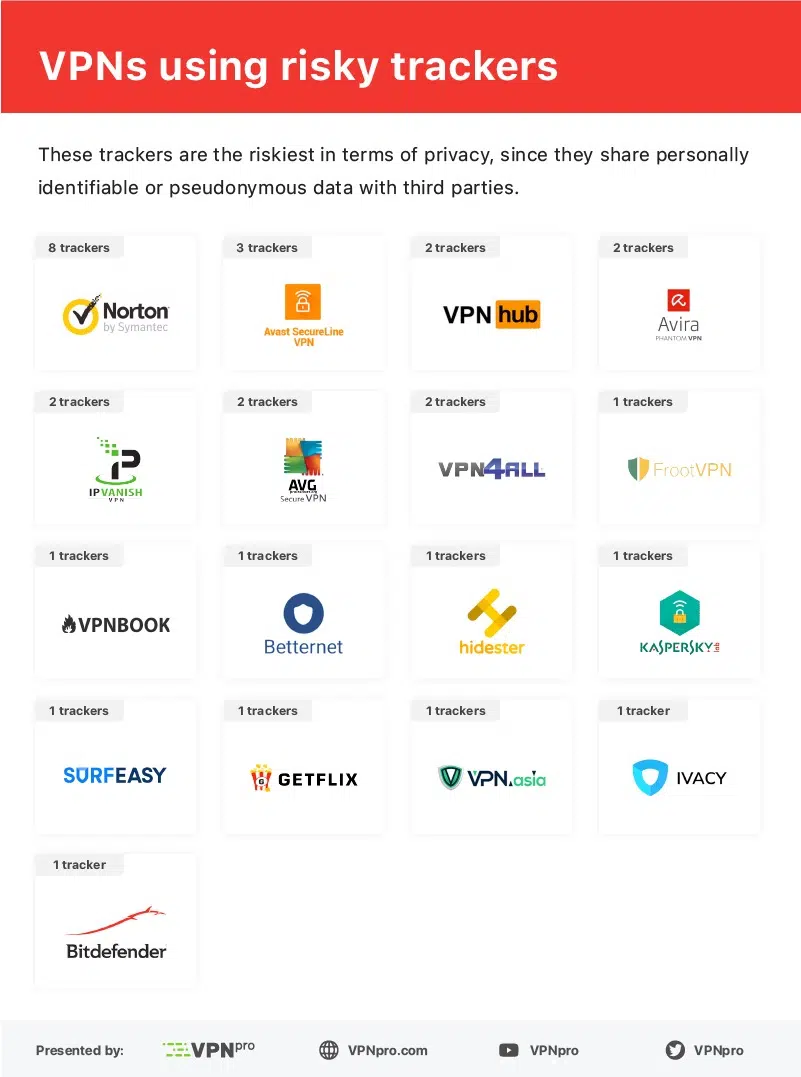 VPNs using risky trackers
These trackers are the riskiest in terms of privacy, since they share personally
identifiable or pseudonymous data with third parties.
8 trackers
Norton
by Symantec
3 trackers
Avast SecureLine
VPN
2 trackers
VPN hub
2 trackers
Avira
PHANTOM VPN
2 trackers
IPVANISH
VPN
2 trackers
AVG
Secure VPN
2 trackers
VPN4ALL
1 trackers
FrootVPN
1 trackers
VPNBOOK
1 trackers
Betternet
1 trackers
hidester
1 trackers
KASPERSKY lab
1 trackers
SURFEASY
1 trackers
G
GETFLIX
1 trackers
VPN.asia
1 tracker
IVACY
1 tracker
Bitdefender
Presented by: VPNpro VPNpro.com VPNpro VPNpro